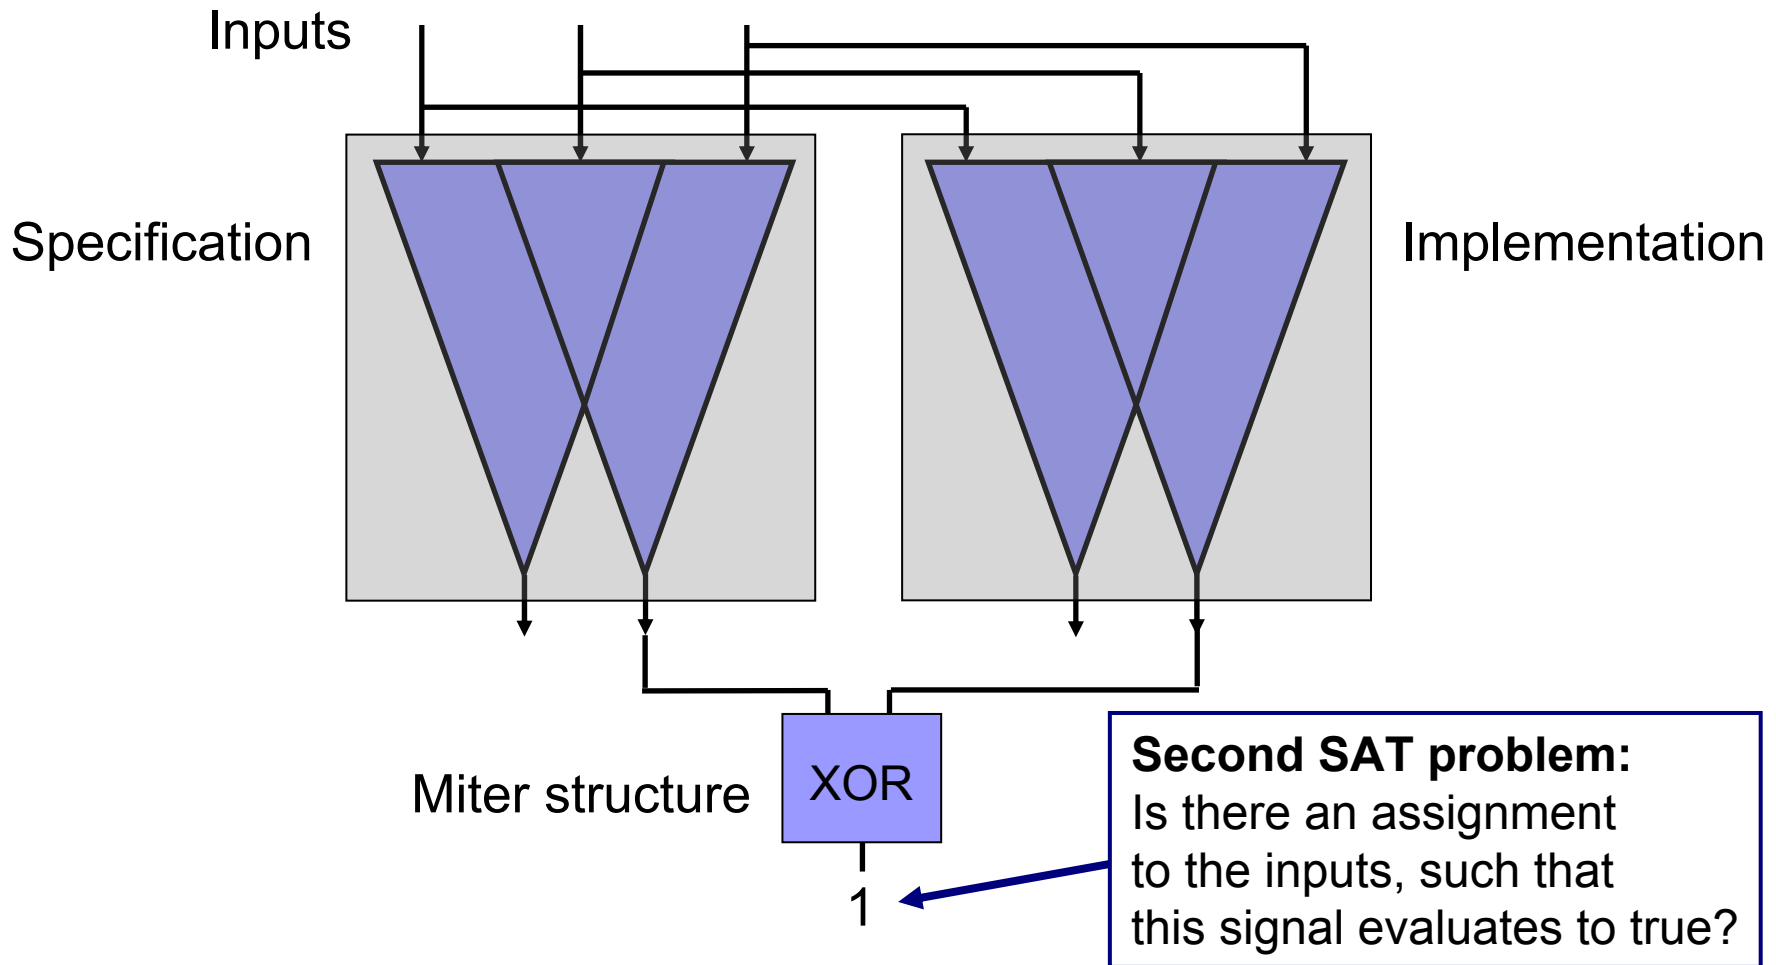 Inputs
Specification
Implementation
Miter structure
XOR
1
Second SAT problem:
Is there an assignment
to the inputs, such that
this signal evaluates to true?